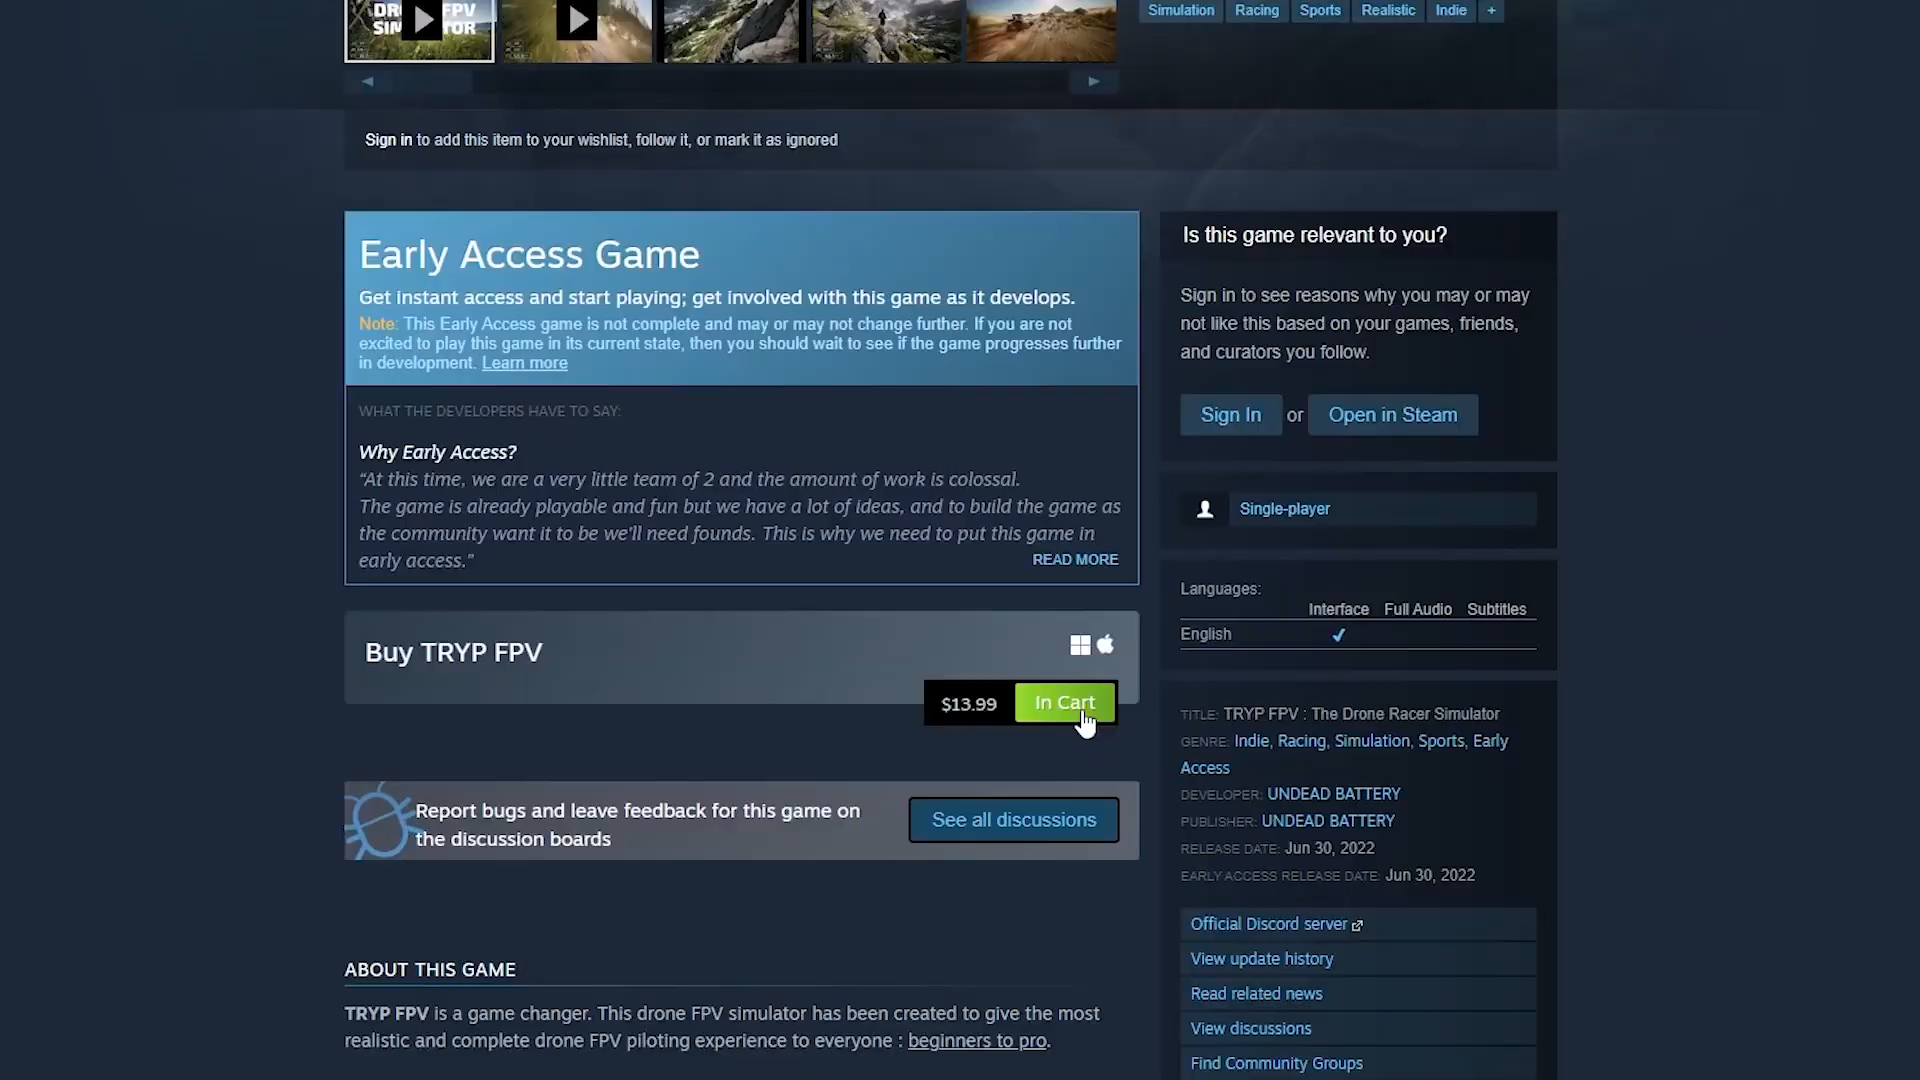 DRONE FPV
SIMULATOR
Simulation
Racing
Sports
Realistic
Indie
+
Sign in to add this item to your wishlist, follow it, or mark it as ignored
Early Access Game
Get instant access and start playing; get involved with this game as it develops.
Note: This Early Access game is not complete and may or may not change further. If you are not
excited to play this game in its current state, then you should wait to see if the game progresses further
in development. Learn more
WHAT THE DEVELOPERS HAVE TO SAY:
Why Early Access?
“At this time, we are a very little team of 2 and the amount of work is colossal.
The game is already playable and fun but we have a lot of ideas, and to build the game as
the community want it to be we'll need founds. This is why we need to put this game in
early access.”
READ MORE
Buy TRYP FPV
$13.99
In Cart
Report bugs and leave feedback for this game on
the discussion boards
See all discussions
ABOUT THIS GAME
TRYP FPV is a game changer. This drone FPV simulator has been created to give the most
realistic and complete drone FPV piloting experience to everyone : beginners to pro.
Is this game relevant to you?
Sign in to see reasons why you may or may
not like this based on your games, friends,
and curators you follow.
Sign In or Open in Steam
Single-player
Languages:
Interface Full Audio Subtitles
English ✔
TITLE: TRYP FPV : The Drone Racer Simulator
GENRE: Indie, Racing, Simulation, Sports, Early
Access
DEVELOPER: UNDEAD BATTERY
PUBLISHER: UNDEAD BATTERY
RELEASE DATE: Jun 30, 2022
EARLY ACCESS RELEASE DATE: Jun 30, 2022
Official Discord server
View update history
Read related news
View discussions
Find Community Groups